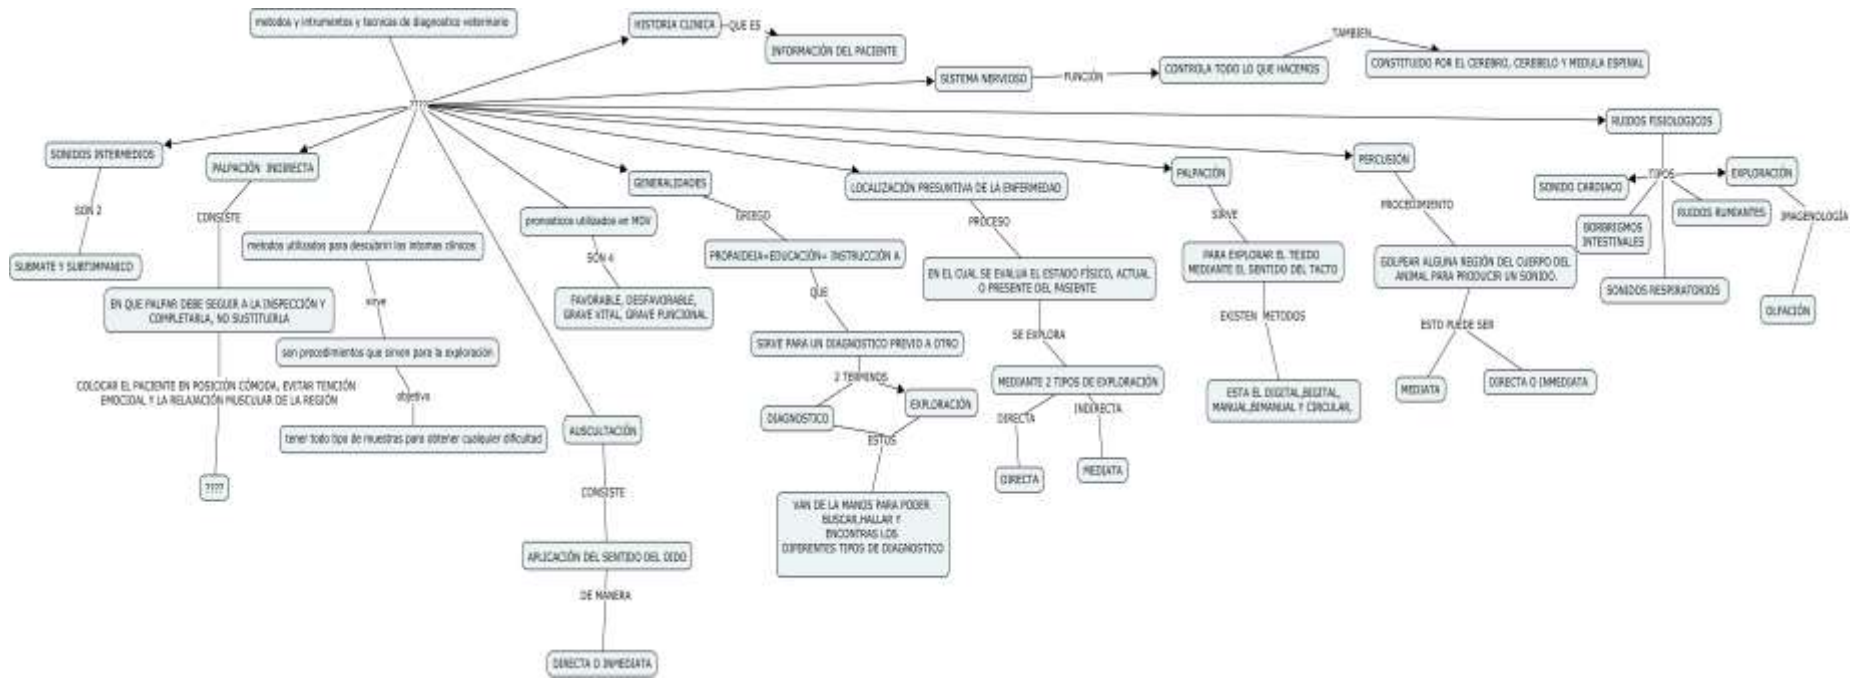 metodos y intrumentos y tecnicas de diagnostico veterinario
HISTORIA CLINICA
QUE ES
INFORMACIÓN DEL PACIENTE
SISTEMA NERVIOSO
FUNCIÓN
CONTROLA TODO LO QUE HACEMOS
TAMBIEN
CONSTITUIDO POR EL CEREBRO, CEREBELO Y MEDULA ESPINAL
????
RUIDOS FISIOLOGICOS
TIPOS
SONIDO CARDIACO
BORBRIGMOS
INTESTINALES
SONIDOS RESPIRATORIOS
RUIDOS RUMIANTES
EXPLORACIÓN
IMAGENOLOGÍA
OLFACIÓN
SONIDOS INTERMEDIOS
SON 2
SUBMATE Y SUBTIMPANICO
PALPACIÓN INDIRECTA
CONSISTE
EN QUE PALPAR DEBE SEGUIR A LA INSPECCIÓN Y
COMPLETARLA, NO SUSTITUIRLA
COLOCAR EL PACIENTE EN POSICIÓN CÓMODA, EVITAR TENCIÓN
EMOCIDAL Y LA RELAJACIÓN MUSCULAR DE LA REGIÓN
????
metodos utilizados para descubrir los intomas clinicos
sirve
son procedimientos que sirven para la exploración
objetivo
tener todo tipo de muestras para obtener cualquier dificultad
AUSCULTACIÓN
CONSISTE
APLICACIÓN DEL SENTIDO DEL OIDO
DE MANERA
DIRECTA O INMEDIATA
pronosticos utilizados en MDV
SON 4
FAVORABLE, DESFAVORABLE,
GRAVE VITAL, GRAVE FUNCIONAL
GENERALIDADES
GRIEGO
PROPAIDEJA=EDUCACIÓN= INSTRUCCIÓN A
QUE
SIRVE PARA UN DIAGNOSTICO PREVIO A OTRO
2 TERMINOS
DIAGNOSTICO
EXPLORACIÓN
ESTOS
VAN DE LA MANOS PARA PODER
BUSCAR,HALLAR Y
ENCONTRAS LOS
DIFERENTES TIPOS DE DIAGNOSTICO
LOCALIZACIÓN PRESUNTIVA DE LA ENFERMEDAD
PROCESO
EN EL CUAL SE EVALUA EL ESTADO FÍSICO, ACTUAL
O PRESENTE DEL PASIENTE
SE EXPLORA
MEDIANTE 2 TIPOS DE EXPLORACIÓN
DIRECTA
INDIRECTA
DIRECTA
MEDIATA
PALPACIÓN
SIRVE
PARA EXPLORAR EL TEJIDO
MEDIANTE EL SENTIDO DEL TACTO
EXISTEN METODOS
ESTA EL DIGITAL,BIGITAL,
MANUAL,BIMANUAL Y CIRCULAR,
PERCUSIÓN
PROCEDIMIENTO
GOLPEAR ALGUNA REGIÓN DEL CUERPO DEL
ANIMAL PARA PRODUCIR UN SONIDO.
ESTO PUEDE SER
MEDIATA
DIRECTA O INMEDIATA